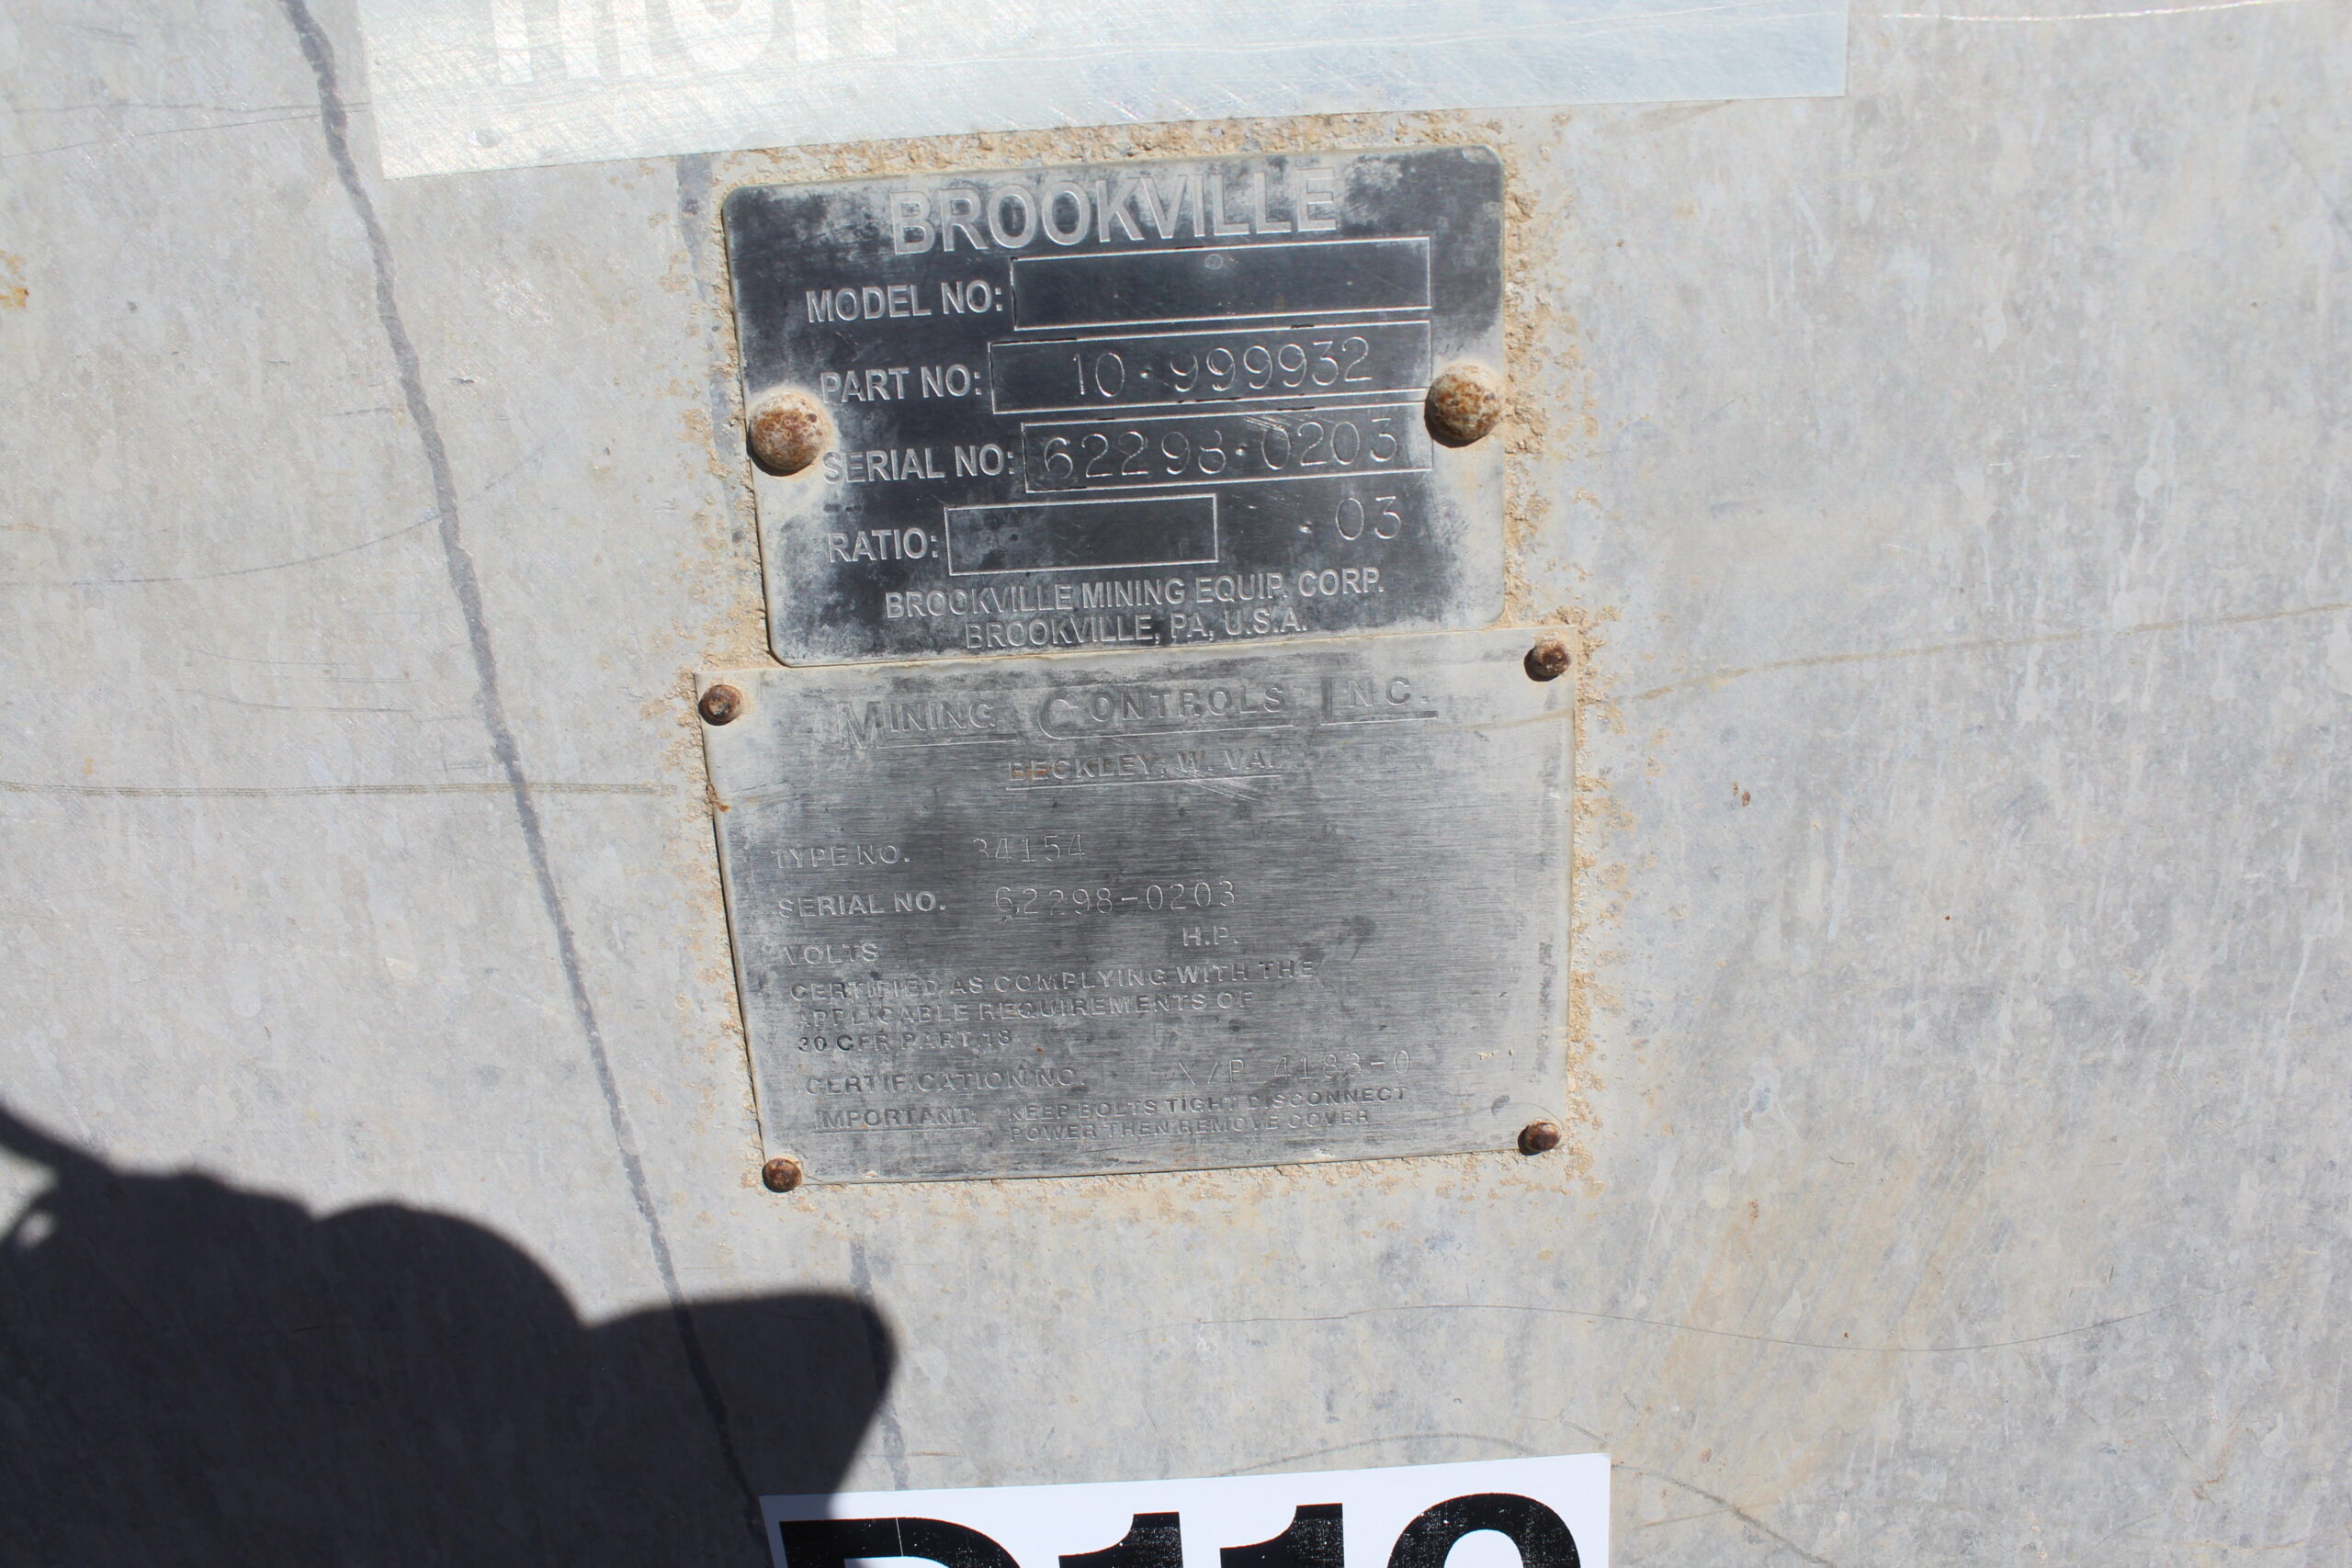 BROOKVILLE
MODEL NO:
PART NO: 10-999932
SERIAL NO: 62298-0203
RATIO: 03
BROOKVILLE MINING EQUIP. CORP.
BROOKVILLE, PA, U.S.A.
MINING CONTROLS INC.
BECKLEY, W. VA.
TYPE NO. 34154
SERIAL NO. 62298-0203
VOLTS H.P.
CERTIFIED AS COMPLYING WITH THE
APPLICABLE REQUIREMENTS OF
30 CFR PART 18
CERTIFICATION NO. X/P 4183-0
IMPORTANT: KEEP BOLTS TIGHT DISCONNECT
POWER THEN REMOVE COVER